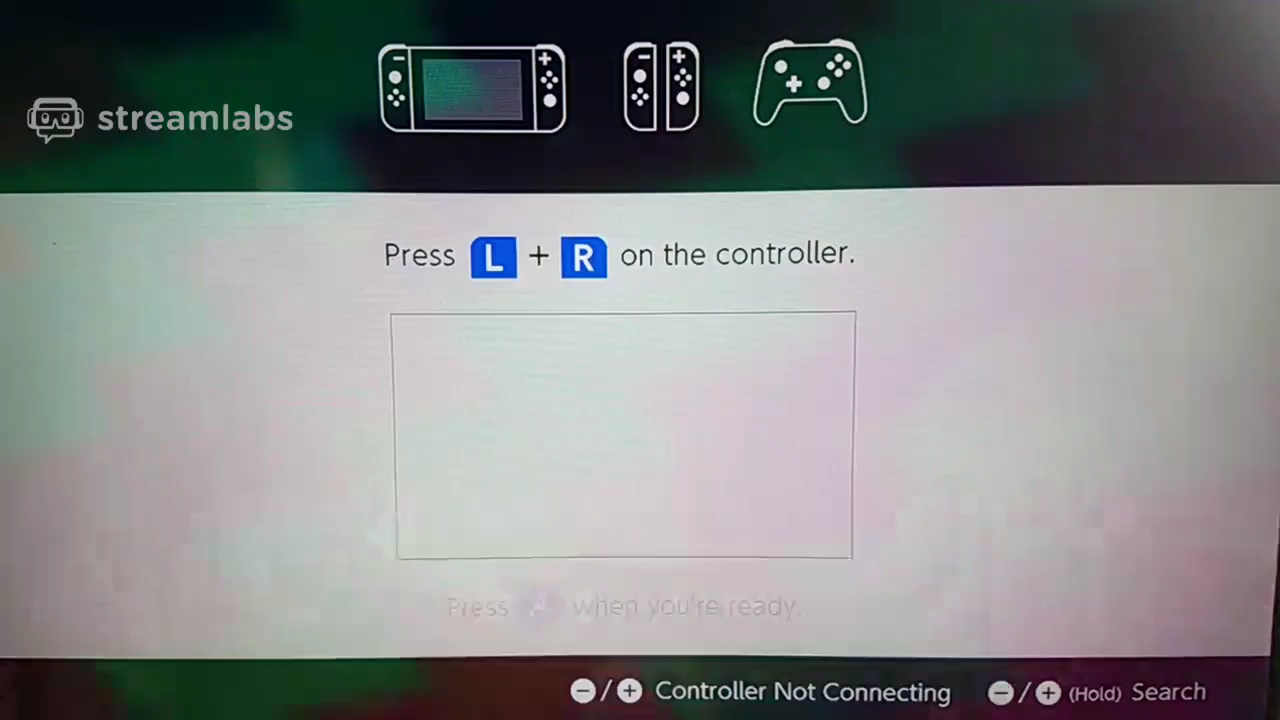 streamlabs
Press L + R on the controller.
Press A when you're ready.
−/+ Controller Not Connecting −/+ (Hold) Search